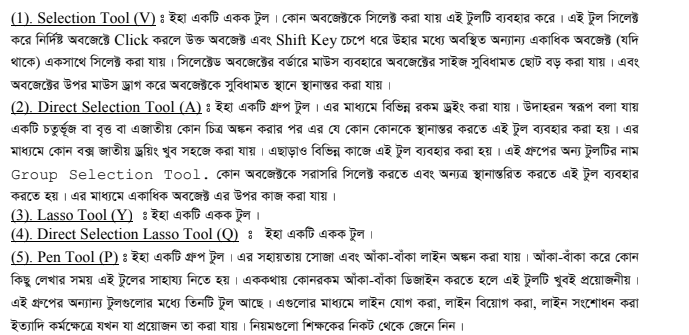 (1). Selection Tool (V) ঃ ইহা একটি একক টুল । কোন অবজেক্টকে সিলেক্ট করা যায় এই টুলটি ব্যবহার করে । এই টুল সিলেক্ট
করে নির্দিষ্ট অবজেক্টে Click করলে উক্ত অবজেক্ট এবং Shift Key চেপে ধরে উহার মধ্যে অবস্থিত অন্যান্য একাধিক অবজেক্ট (যদি
থাকে) একসাথে সিলেক্ট করা যায় । সিলেক্টেড অবজেক্টের বর্ডারে মাউস ব্যবহারে অবজেক্টের সাইজ সুবিধামত ছোট বড় করা যায় । এবং
অবজেক্টের উপর মাউস ড্রাগ করে অবজেক্টকে সুবিধামত স্থানে স্থানান্তর করা যায় ।
(2). Direct Selection Tool (A) ঃ ইহা একটি গ্রুপ টুল । এর মাধ্যমে বিভিন্ন রকম ড্রইং করা যায় । উদাহরন স্বরূপ বলা যায়
একটি চতুর্ভূজ বা বৃত্ত বা এজাতীয় কোন চিত্র অঙ্কন করার পর এর যে কোন কোনকে স্থানান্তর করতে এই টুল ব্যবহার করা হয় । এর
মাধ্যমে কোন বক্স জাতীয় ড্রয়িং খুব সহজে করা যায় । এছাড়াও বিভিন্ন কাজে এই টুল ব্যবহার করা হয় । এই গ্রুপের অন্য টুলটির নাম
Group Selection Tool. কোন অবজেক্টকে সরাসরি সিলেক্ট করতে এবং অন্যত্র স্থানান্তরিত করতে এই টুল ব্যবহার
করতে হয় । এর মাধ্যমে একাধিক অবজেক্ট এর উপর কাজ করা যায় ।
(3). Lasso Tool (Y) ঃ ইহা একটি একক টুল ।
(4). Direct Selection Lasso Tool (Q) ঃ ইহা একটি একক টুল ।
(5). Pen Tool (P) ঃ ইহা একটি গ্রুপ টুল । এর সহায়তায় সোজা এবং আঁকা-বাঁকা লাইন অঙ্কন করা যায় । আঁকা-বাঁকা করে কোন
কিছু লেখার সময় এই টুলের সাহায্য নিতে হয় । এককথায় কোনরকম আঁকা-বাঁকা ডিজাইন করতে হলে এই টুলটি খুবই প্রয়োজনীয় ।
এই গ্রুপের অন্যান্য টুলগুলোর মধ্যে তিনটি টুল আছে । এগুলোর মাধ্যমে লাইন যোগ করা, লাইন বিয়োগ করা, লাইন সংশোধন করা
ইত্যাদি কর্মক্ষেত্রে যখন যা প্রয়োজন তা করা যায় । নিয়মগুলো শিক্ষকের নিকট থেকে জেনে নিন ।